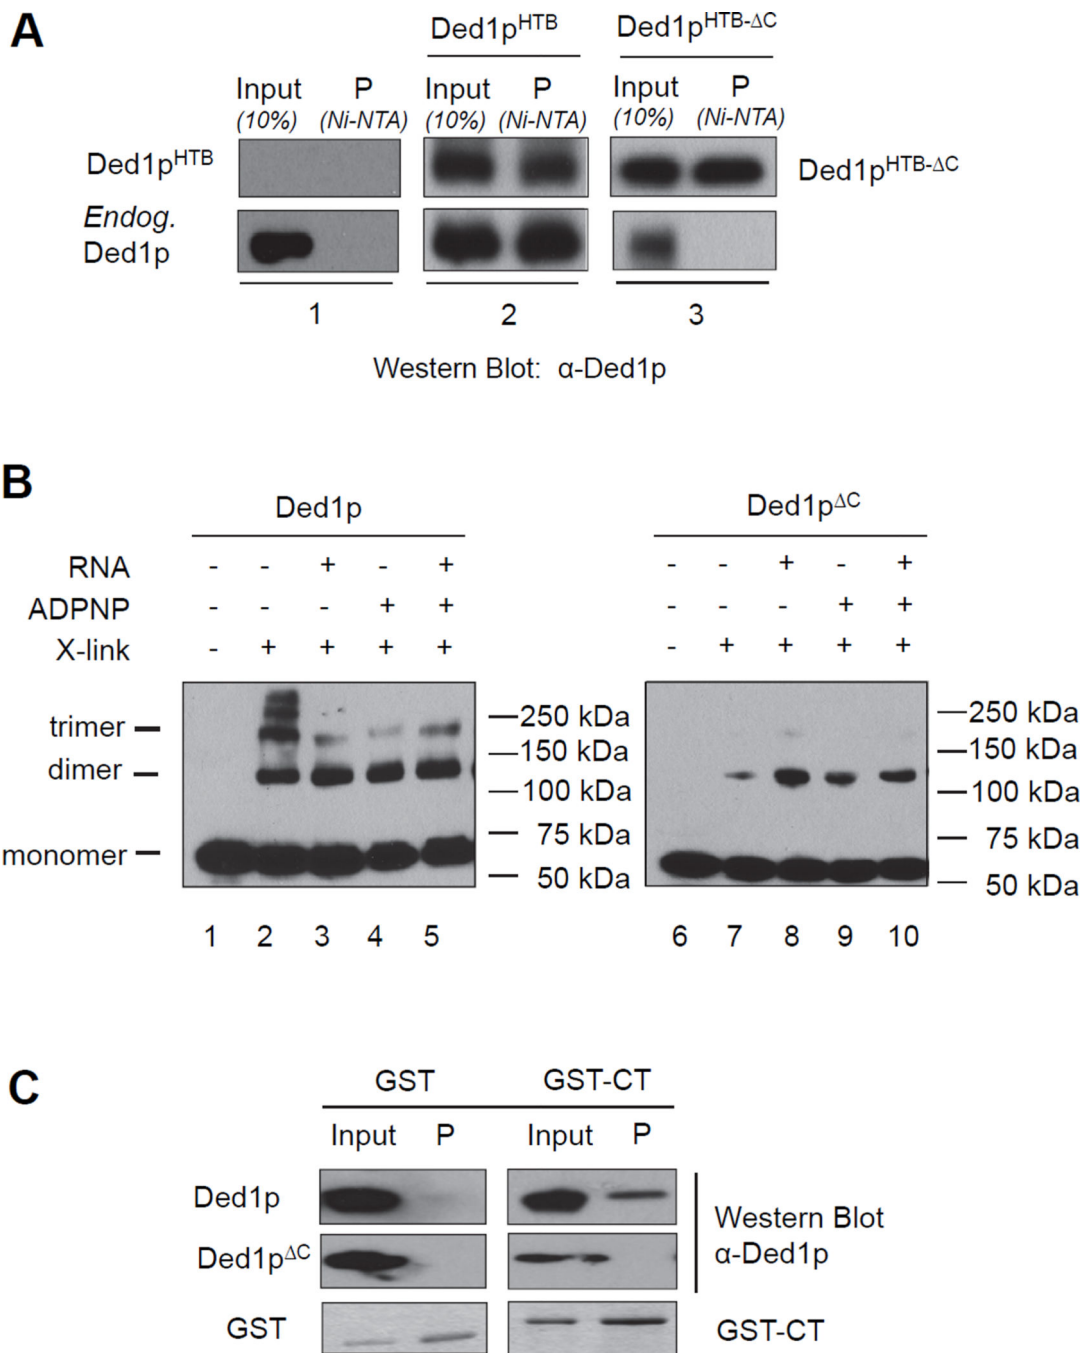 A
Ded1pHTB Ded1pHTB-ΔC
Input P Input P Input P
(10%) (Ni-NTA) (10%) (Ni-NTA) (10%) (Ni-NTA)
Ded1pHTB Ded1pHTB-ΔC
Endog.
Ded1p
1 2 3
Western Blot: α-Ded1p
B
Ded1p Ded1pΔC
RNA - - + - + - - + - +
ADPNP - - - + + - - - + +
X-link - + + + + - + + + +
trimer 250 kDa 250 kDa
150 kDa 150 kDa
dimer 100 kDa 100 kDa
75 kDa 75 kDa
monomer 50 kDa 50 kDa
1 2 3 4 5 6 7 8 9 10
C
GST GST-CT
Input P Input P
Ded1p
Western Blot
Ded1pΔC α-Ded1p
GST GST-CT